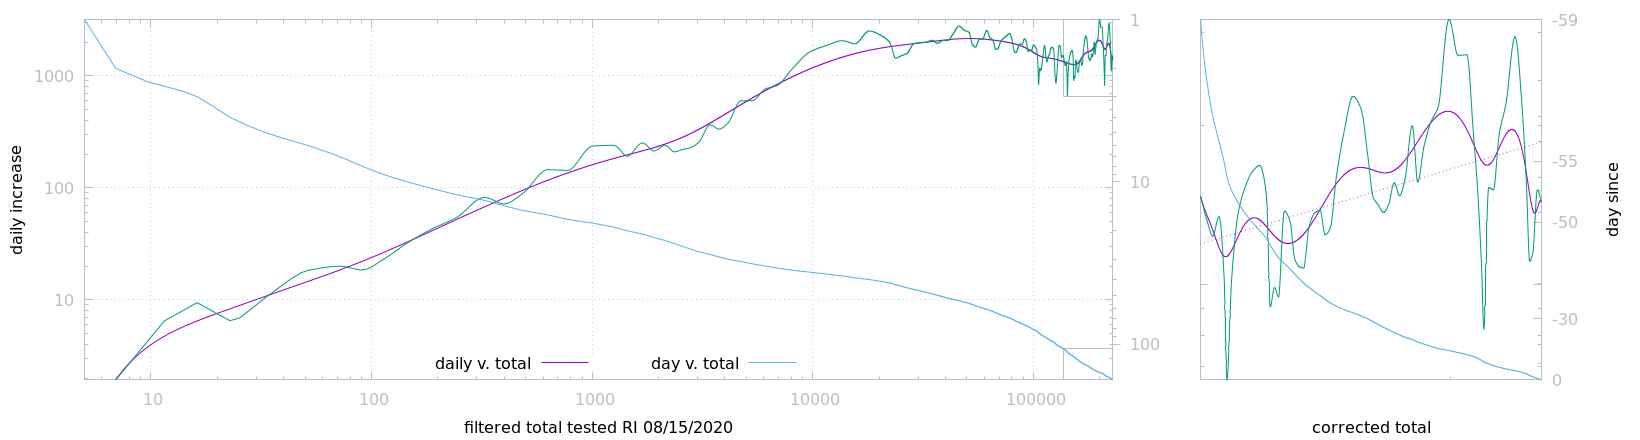 1000
100
10
daily increase
daily v. total
day v. total
10
100
1000
10000
100000
filtered total tested RI 08/15/2020
1
10
100
-59
-55
-50
-30
0
day since
corrected total